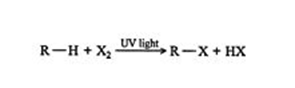 R—H + X₂ —UV light→ R—X + HX